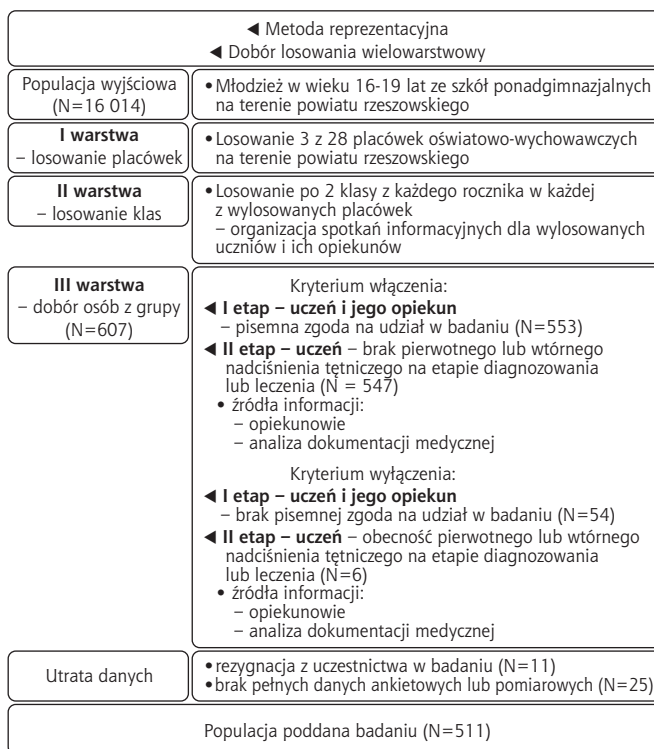 ◄ Metoda reprezentacyjna
◄ Dobór losowania wielowarstwowy
Populacja wyjściowa
(N=16 014)
• Młodzież w wieku 16-19 lat ze szkół ponadgimnazjalnych
na terenie powiatu rzeszowskiego
I warstwa
– losowanie placówek
• Losowanie 3 z 28 placówek oświatowo-wychowawczych
na terenie powiatu rzeszowskiego
II warstwa
– losowanie klas
• Losowanie po 2 klasy z każdego rocznika w każdej
z wylosowanych placówek
– organizacja spotkań informacyjnych dla wylosowanych
uczniów i ich opiekunów
III warstwa
– dobór osób z grupy
(N=607)
Kryterium włączenia:
◄ I etap – uczeń i jego opiekun
– pisemna zgoda na udział w badaniu (N=553)
◄ II etap – uczeń – brak pierwotnego lub wtórnego
nadciśnienia tętniczego na etapie diagnozowania
lub leczenia (N = 547)
• źródła informacji:
– opiekunowie
– analiza dokumentacji medycznej
Kryterium wyłączenia:
◄ I etap – uczeń i jego opiekun
– brak pisemnej zgoda na udział w badaniu (N=54)
◄ II etap – uczeń – obecność pierwotnego lub wtórnego
nadciśnienia tętniczego na etapie diagnozowania
lub leczenia (N=6)
• źródła informacji:
– opiekunowie
– analiza dokumentacji medycznej
Utrata danych
• rezygnacja z uczestnictwa w badaniu (N=11)
• brak pełnych danych ankietowych lub pomiarowych (N=25)
Populacja poddana badaniu (N=511)